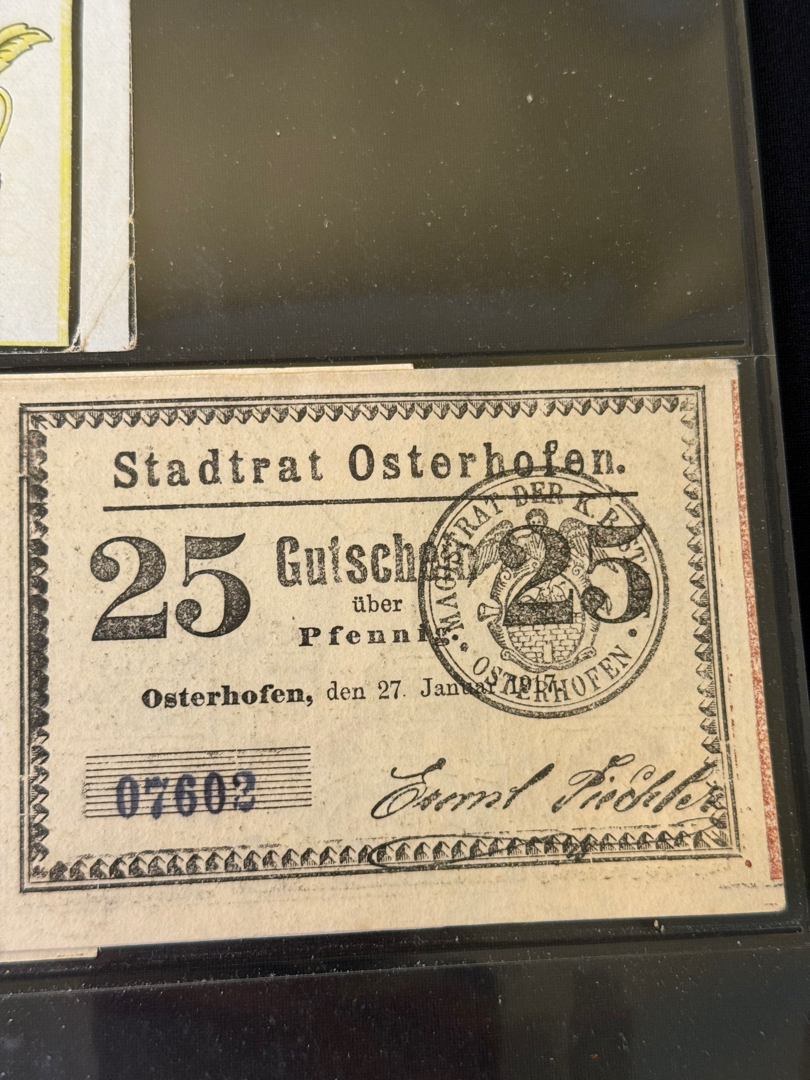 Stadtrat Osterhofen.
25 Gutschein 25
über
Pfennig.
Osterhofen, den 27. Januar 1917.
MAGISTRAT DER K.B. STADT
• OSTERHOFEN •
07602